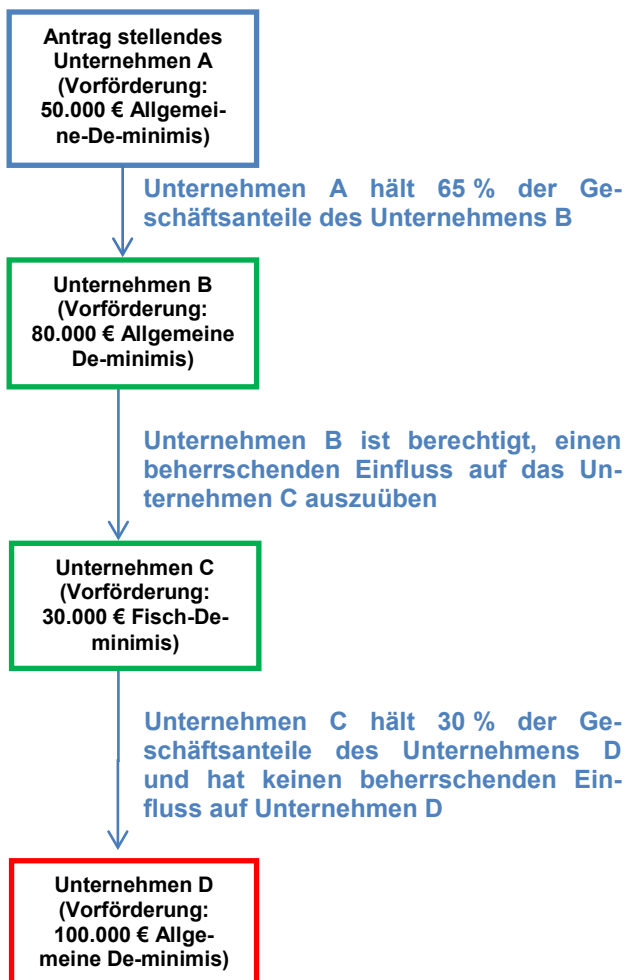 Antrag stellendes
Unternehmen A
(Vorförderung:
50.000 € Allgemei-
ne-De-minimis)
Unternehmen A hält 65 % der Ge-
schäftsanteile des Unternehmens B
Unternehmen B
(Vorförderung:
80.000 € Allgemeine
De-minimis)
Unternehmen B ist berechtigt, einen
beherrschenden Einfluss auf das Un-
ternehmen C auszuüben
Unternehmen C
(Vorförderung:
30.000 € Fisch-De-
minimis)
Unternehmen C hält 30 % der Ge-
schäftsanteile des Unternehmens D
und hat keinen beherrschenden Ein-
fluss auf Unternehmen D
Unternehmen D
(Vorförderung:
100.000 € Allge-
meine De-minimis)